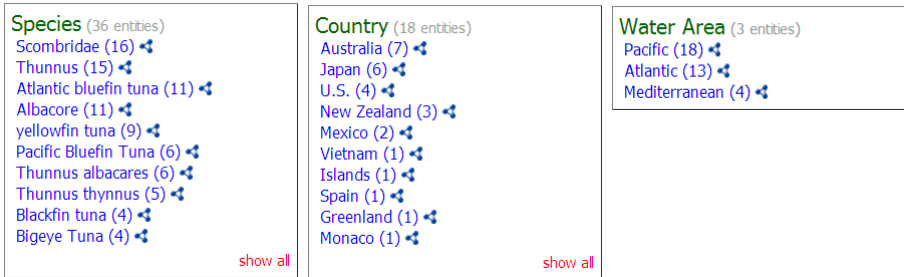 Species (36 entities)
Scombridae (16)
Thunnus (15)
Atlantic bluefin tuna (11)
Albacore (11)
yellowfin tuna (9)
Pacific Bluefin Tuna (6)
Thunnus albacares (6)
Thunnus thynnus (5)
Blackfin tuna (4)
Bigeye Tuna (4)
show all
Country (18 entities)
Australia (7)
Japan (6)
U.S. (4)
New Zealand (3)
Mexico (2)
Vietnam (1)
Islands (1)
Spain (1)
Greenland (1)
Monaco (1)
show all
Water Area (3 entities)
Pacific (18)
Atlantic (13)
Mediterranean (4)